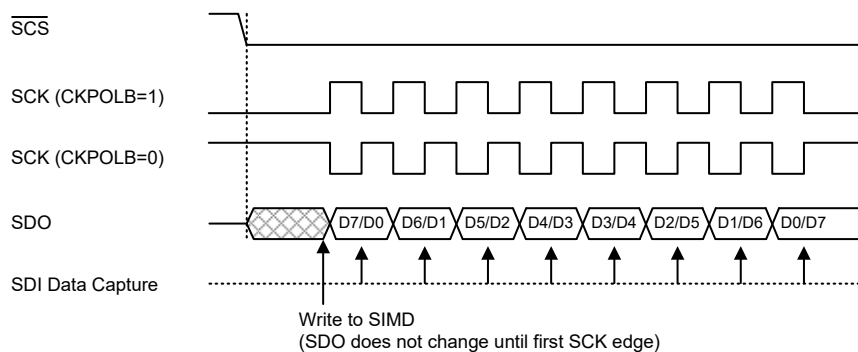 SCS
SCK (CKPOLB=1)
SCK (CKPOLB=0)
SDO
D7/D0 D6/D1 D5/D2 D4/D3 D3/D4 D2/D5 D1/D6 D0/D7
SDI Data Capture
Write to SIMD
(SDO does not change until first SCK edge)